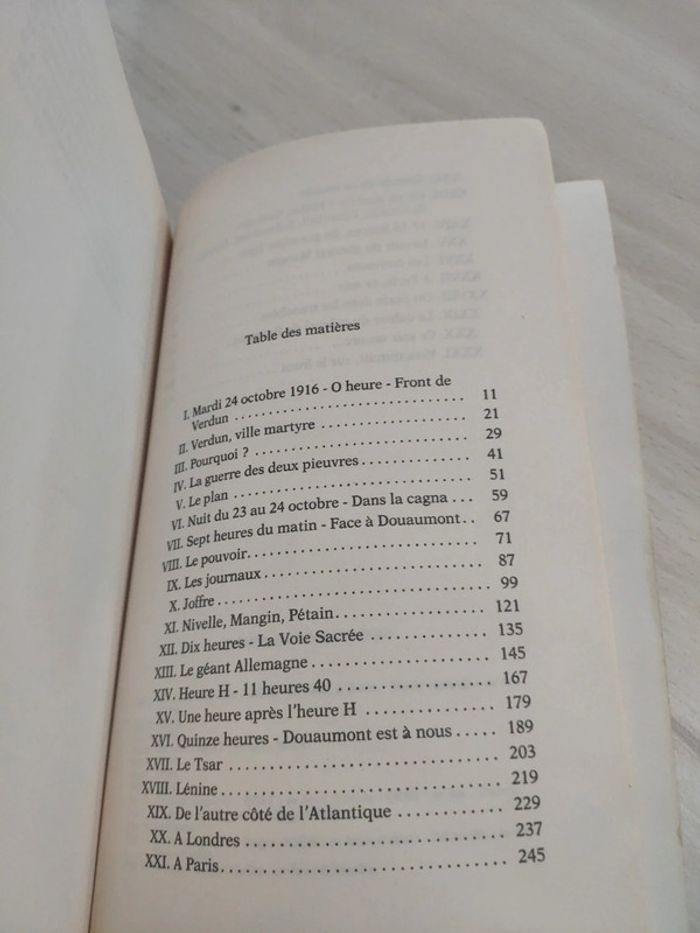 Table des matières
I. Mardi 24 octobre 1916 - O heure - Front de
Verdun .................................. 11
II. Verdun, ville martyre ...................... 21
III. Pourquoi ? ................................ 29
IV. La guerre des deux pieuvres ................ 41
V. Le plan .................................... 51
VI. Nuit du 23 au 24 octobre - Dans la cagna ... 59
VII. Sept heures du matin - Face à Douaumont .. 67
VIII. Le pouvoir ................................ 71
IX. Les journaux .............................. 87
X. Joffre ..................................... 99
XI. Nivelle, Mangin, Pétain .................... 121
XII. Dix heures - La Voie Sacrée ............... 135
XIII. Le géant Allemagne ....................... 145
XIV. Heure H - 11 heures 40 .................... 167
XV. Une heure après l'heure H .................. 179
XVI. Quinze heures - Douaumont est à nous ..... 189
XVII. Le Tsar .................................. 203
XVIII. Lénine .................................. 219
XIX. De l'autre côté de l'Atlantique ........... 229
XX. A Londres .................................. 237
XXI. A Paris ................................... 245